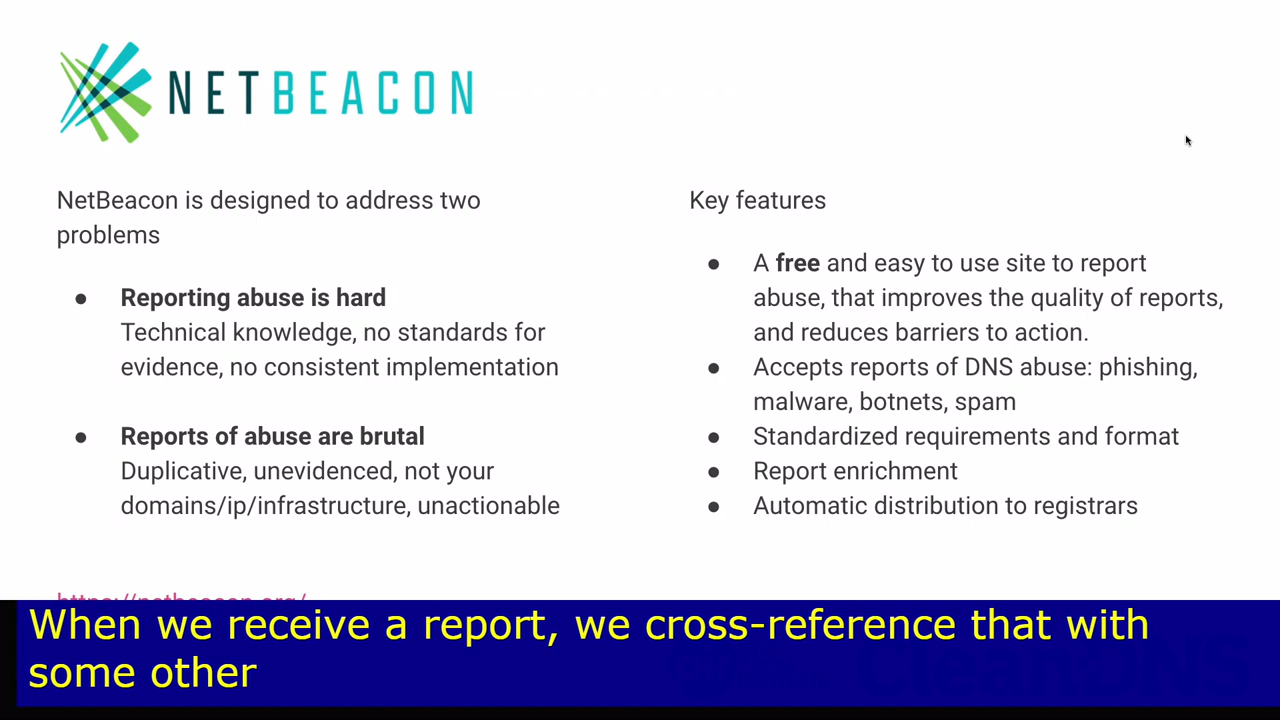 NETBEACON
NetBeacon is designed to address two
problems
● Reporting abuse is hard
Technical knowledge, no standards for
evidence, no consistent implementation
● Reports of abuse are brutal
Duplicative, unevidenced, not your
domains/ip/infrastructure, unactionable
Key features
● A free and easy to use site to report
abuse, that improves the quality of reports,
and reduces barriers to action.
● Accepts reports of DNS abuse: phishing,
malware, botnets, spam
● Standardized requirements and format
● Report enrichment
● Automatic distribution to registrars
https://netbeacon.org/
CleanDNS
When we receive a report, we cross-reference that with
some other